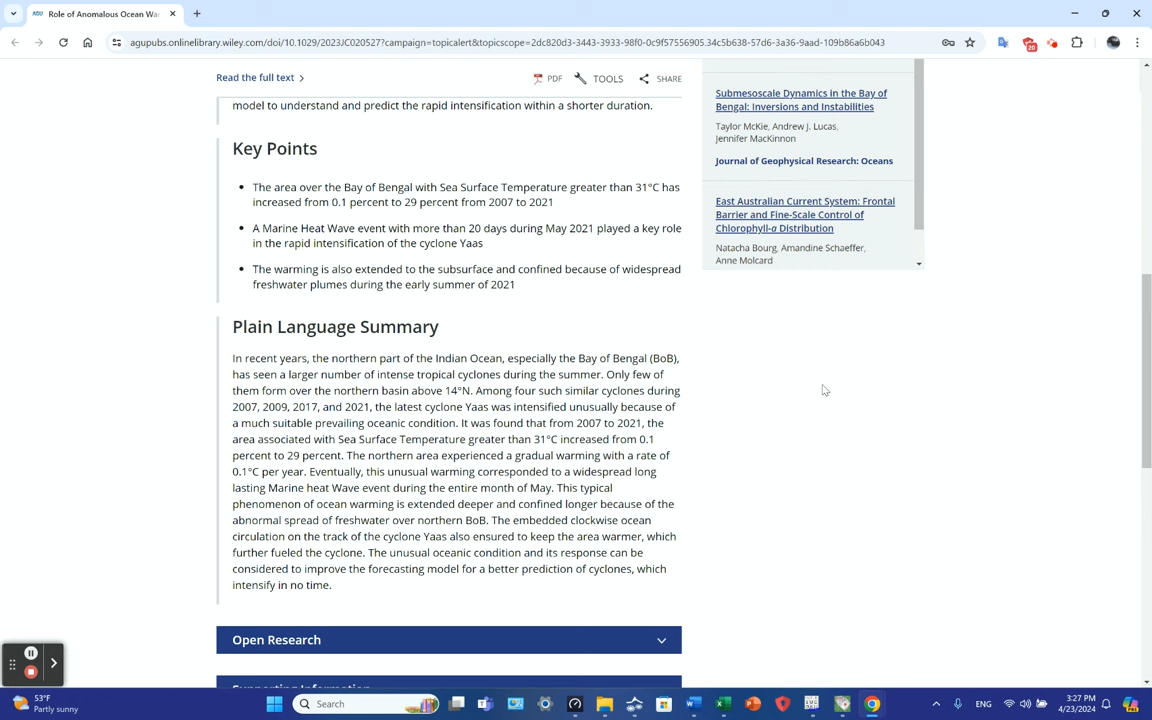 AGU Role of Anomalous Ocean Wa
agupubs.onlinelibrary.wiley.com/doi/10.1029/2023JC020527?campaign=topicalert&topicscope=2dc820d3-3443-3933-98f0-0c9f57556905.34c5b638-57d6-3a36-9aad-109b86a6b043
20
Read the full text
PDF
TOOLS
SHARE
model to understand and predict the rapid intensification within a shorter duration.
Key Points
• The area over the Bay of Bengal with Sea Surface Temperature greater than 31°C has
increased from 0.1 percent to 29 percent from 2007 to 2021
• A Marine Heat Wave event with more than 20 days during May 2021 played a key role
in the rapid intensification of the cyclone Yaas
• The warming is also extended to the subsurface and confined because of widespread
freshwater plumes during the early summer of 2021
Plain Language Summary
In recent years, the northern part of the Indian Ocean, especially the Bay of Bengal (BoB),
has seen a larger number of intense tropical cyclones during the summer. Only few of
them form over the northern basin above 14°N. Among four such similar cyclones during
2007, 2009, 2017, and 2021, the latest cyclone Yaas was intensified unusually because of
a much suitable prevailing oceanic condition. It was found that from 2007 to 2021, the
area associated with Sea Surface Temperature greater than 31°C increased from 0.1
percent to 29 percent. The northern area experienced a gradual warming with a rate of
0.1°C per year. Eventually, this unusual warming corresponded to a widespread long
lasting Marine heat Wave event during the entire month of May. This typical
phenomenon of ocean warming is extended deeper and confined longer because of the
abnormal spread of freshwater over northern BoB. The embedded clockwise ocean
circulation on the track of the cyclone Yaas also ensured to keep the area warmer, which
further fueled the cyclone. The unusual oceanic condition and its response can be
considered to improve the forecasting model for a better prediction of cyclones, which
intensify in no time.
Open Research
Supporting Information
Submesoscale Dynamics in the Bay of
Bengal: Inversions and Instabilities
Taylor McKie, Andrew J. Lucas,
Jennifer MacKinnon
Journal of Geophysical Research: Oceans
East Australian Current System: Frontal
Barrier and Fine-Scale Control of
Chlorophyll-a Distribution
Natacha Bourg, Amandine Schaeffer,
Anne Molcard
53°F
Partly sunny
Search
ENG
3:27 PM
4/23/2024